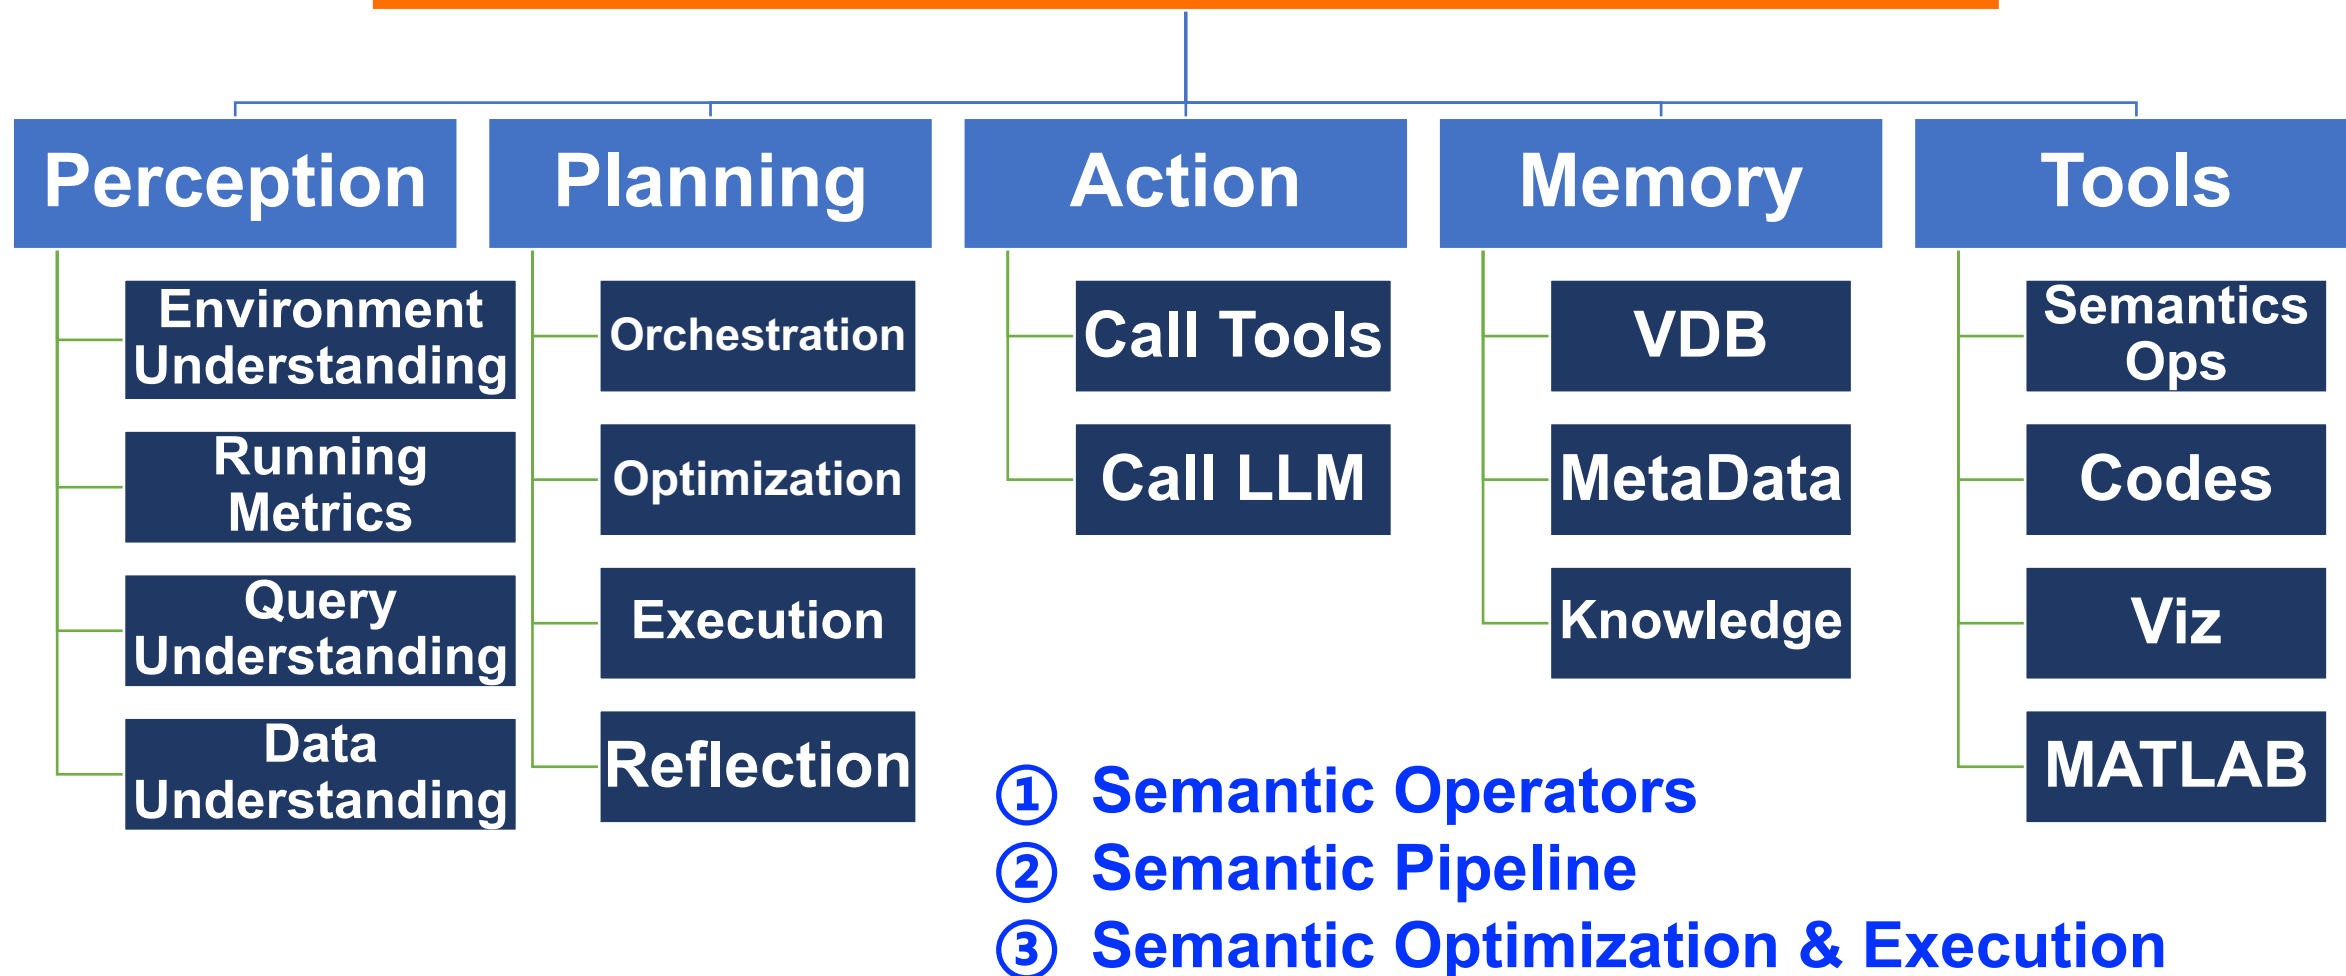 Perception
Planning
Action
Memory
Tools
Environment
Understanding
Running
Metrics
Query
Understanding
Data
Understanding
Orchestration
Optimization
Execution
Reflection
Call Tools
Call LLM
VDB
MetaData
Knowledge
Semantics
Ops
Codes
Viz
MATLAB
① Semantic Operators
② Semantic Pipeline
③ Semantic Optimization & Execution